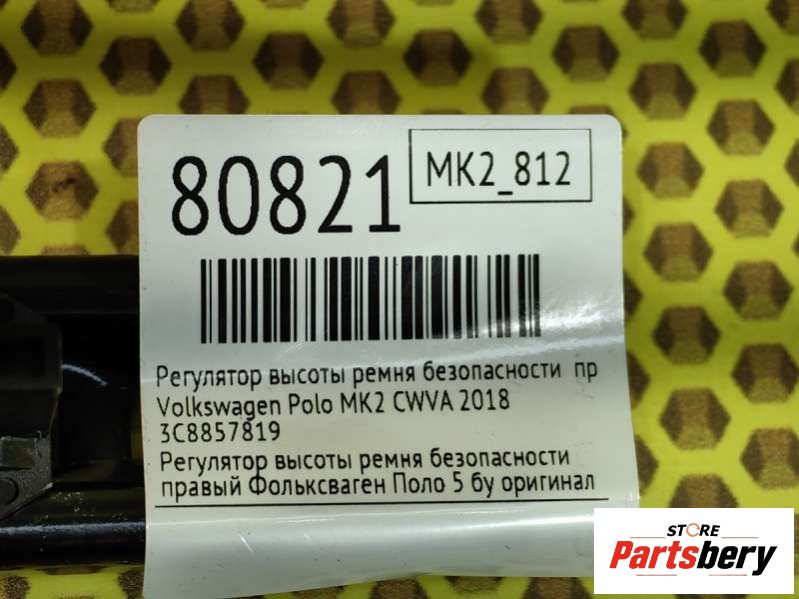 80821
MK2_812
Регулятор высоты ремня безопасности пр
Volkswagen Polo MK2 CWVA 2018
3C8857819
Регулятор высоты ремня безопасности
правый Фольксваген Поло 5 бу оригинал
STORE
Partsbery